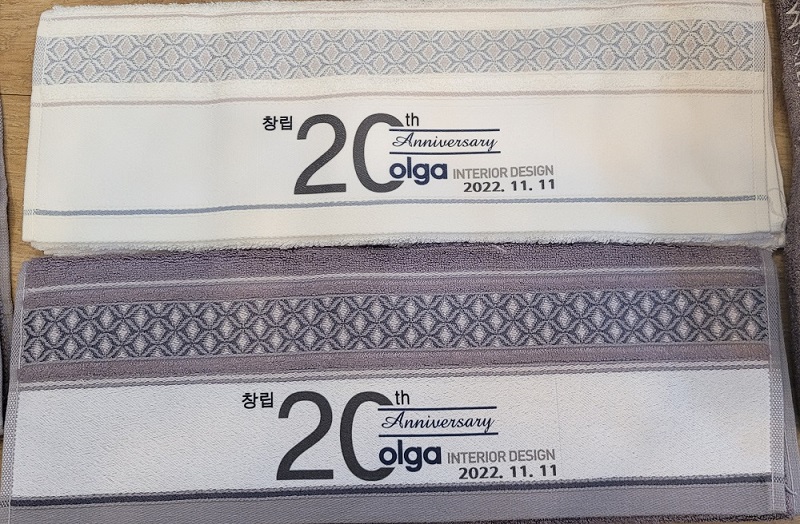 창립 20th
Anniversary
olga INTERIOR DESIGN
2022. 11. 11
창립 20th
Anniversary
olga INTERIOR DESIGN
2022. 11. 11